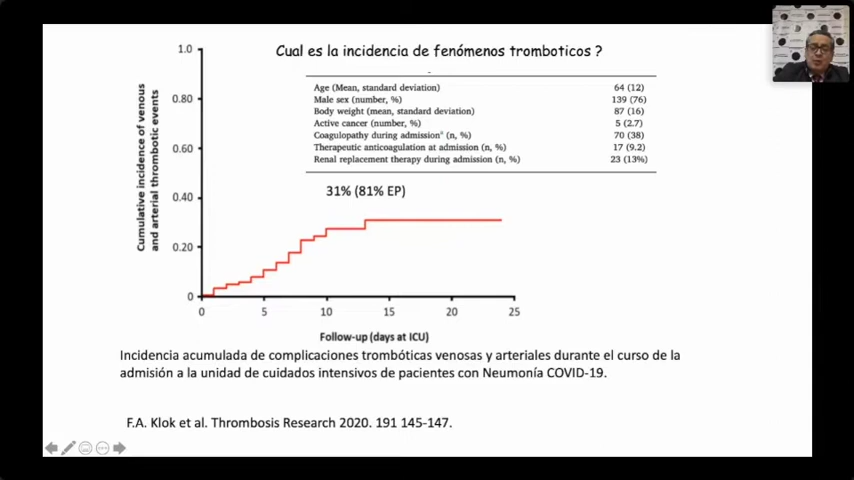 Cual es la incidencia de fenómenos tromboticos ?
Age (Mean, standard deviation) 64 (12)
Male sex (number, %) 139 (76)
Body weight (mean, standard deviation) 87 (16)
Active cancer (number, %) 5 (2.7)
Coagulopathy during admissionª (n, %) 70 (38)
Therapeutic anticoagulation at admission (n, %) 17 (9.2)
Renal replacement therapy during admission (n, %) 23 (13%)
31% (81% EP)
Cumulative incidence of venous
and arterial thrombotic events
1.0
0.80
0.60
0.40
0.20
0
0 5 10 15 20 25
Follow-up (days at ICU)
Incidencia acumulada de complicaciones trombóticas venosas y arteriales durante el curso de la
admisión a la unidad de cuidados intensivos de pacientes con Neumonía COVID-19.
F.A. Klok et al. Thrombosis Research 2020. 191 145-147.